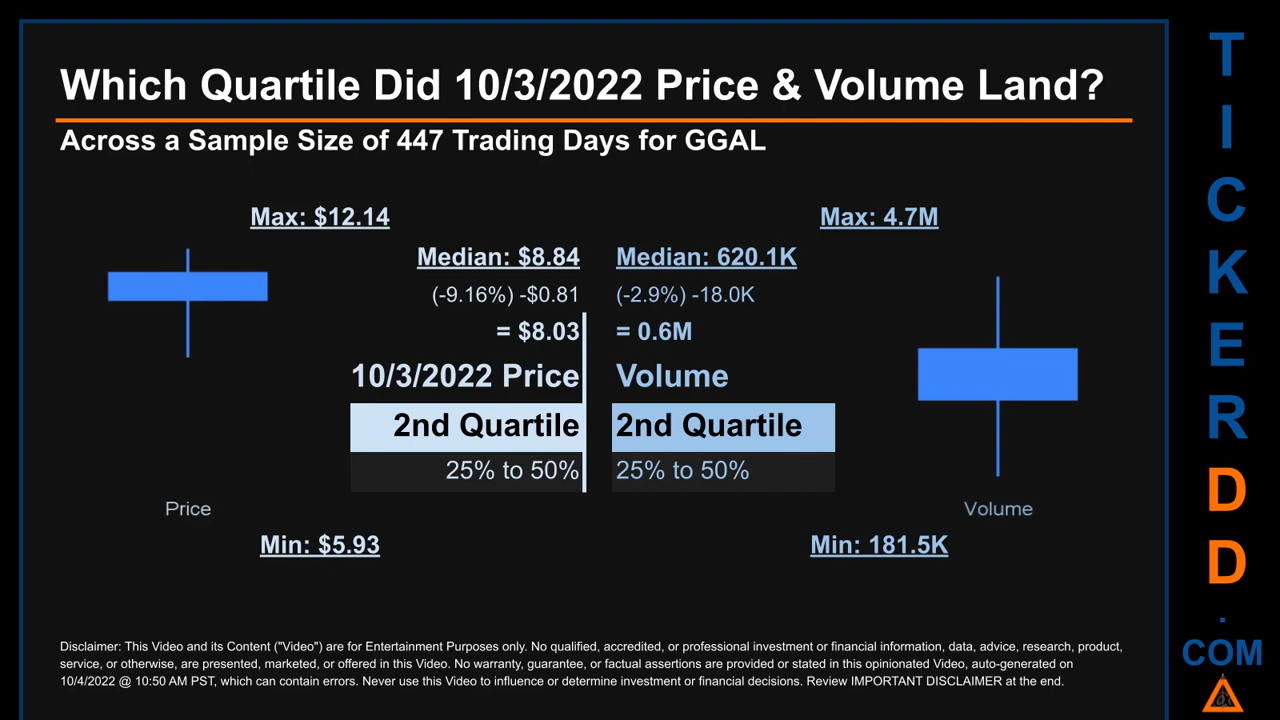 Which Quartile Did 10/3/2022 Price & Volume Land?
Across a Sample Size of 447 Trading Days for GGAL
Max: $12.14
Max: 4.7M
Median: $8.84
Median: 620.1K
(-9.16%) -$0.81
(-2.9%) -18.0K
= $8.03
= 0.6M
10/3/2022 Price
Volume
2nd Quartile
2nd Quartile
25% to 50%
25% to 50%
Price
Volume
Min: $5.93
Min: 181.5K
Disclaimer: This Video and its Content ("Video") are for Entertainment Purposes only. No qualified, accredited, or professional investment or financial information, data, advice, research, product,
service, or otherwise, are presented, marketed, or offered in this Video. No warranty, guarantee, or factual assertions are provided or stated in this opinionated Video, auto-generated on
10/4/2022 @ 10:50 AM PST, which can contain errors. Never use this Video to influence or determine investment or financial decisions. Review IMPORTANT DISCLAIMER at the end.
T
I
C
K
E
R
D
D
.
COM